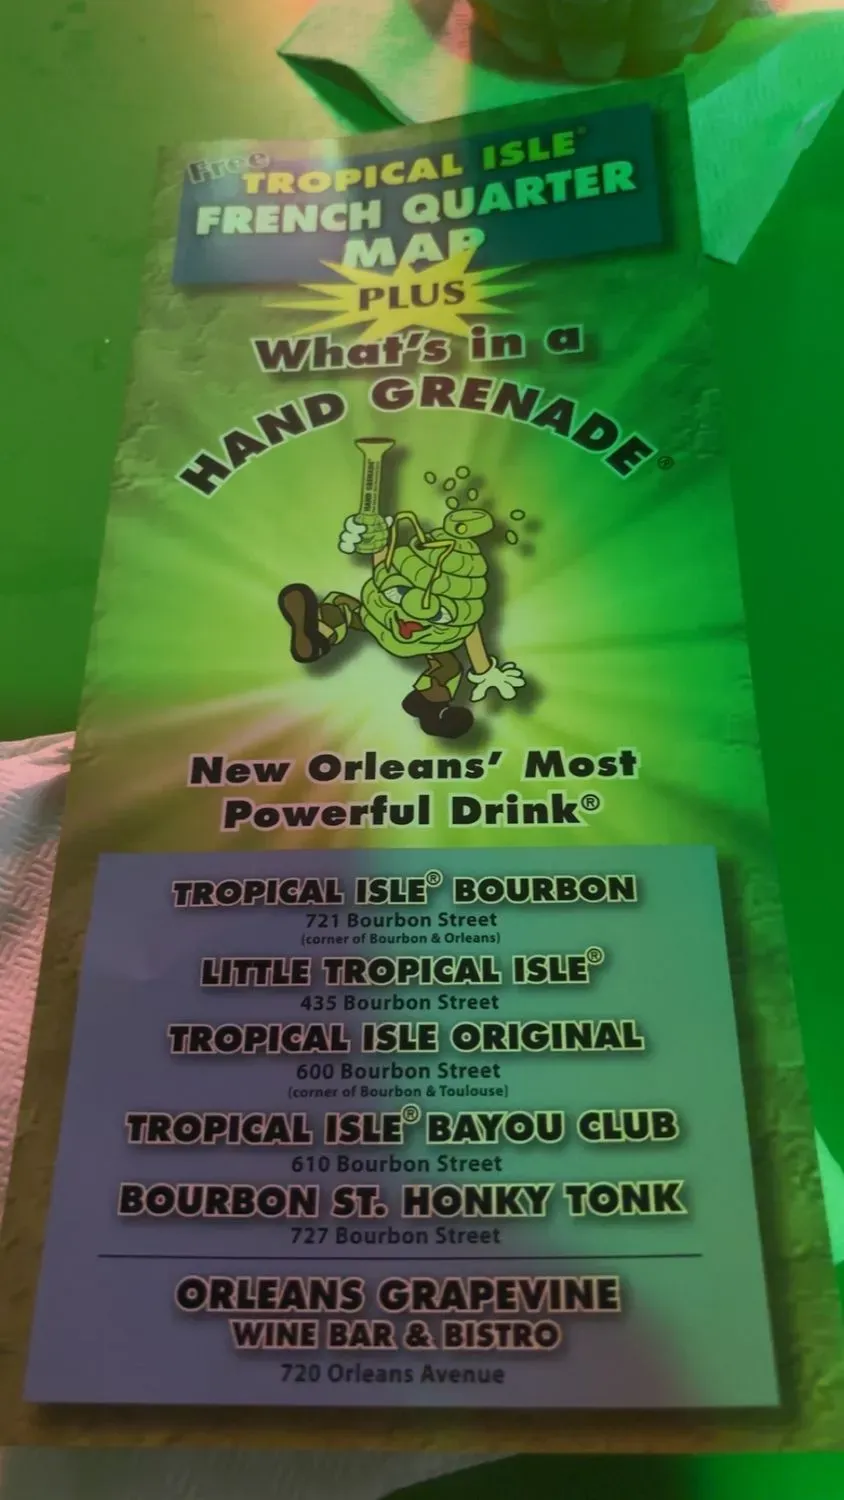 Free
TROPICAL ISLE®
FRENCH QUARTER
MAP
PLUS
What's in a
HAND GRENADE®
HAND GRENADE
New Orleans' Most
Powerful Drink®
TROPICAL ISLE® BOURBON
721 Bourbon Street
(corner of Bourbon & Orleans)
LITTLE TROPICAL ISLE®
435 Bourbon Street
TROPICAL ISLE ORIGINAL
600 Bourbon Street
(corner of Bourbon & Toulouse)
TROPICAL ISLE® BAYOU CLUB
610 Bourbon Street
BOURBON ST. HONKY TONK
727 Bourbon Street
ORLEANS GRAPEVINE
WINE BAR & BISTRO
720 Orleans Avenue